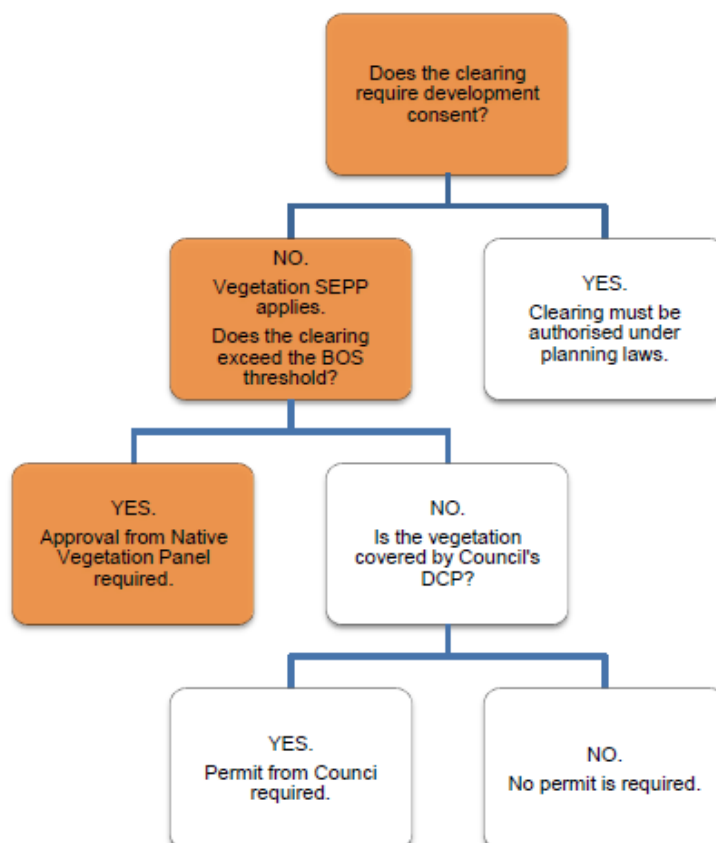 Does the clearing
require development
consent?
NO.
Vegetation SEPP
applies.
Does the clearing
exceed the BOS
threshold?
YES.
Clearing must be
authorised under
planning laws.
YES.
Approval from Native
Vegetation Panel
required.
NO.
Is the vegetation
covered by Council's
DCP?
YES.
Permit from Counci
required.
NO.
No permit is required.